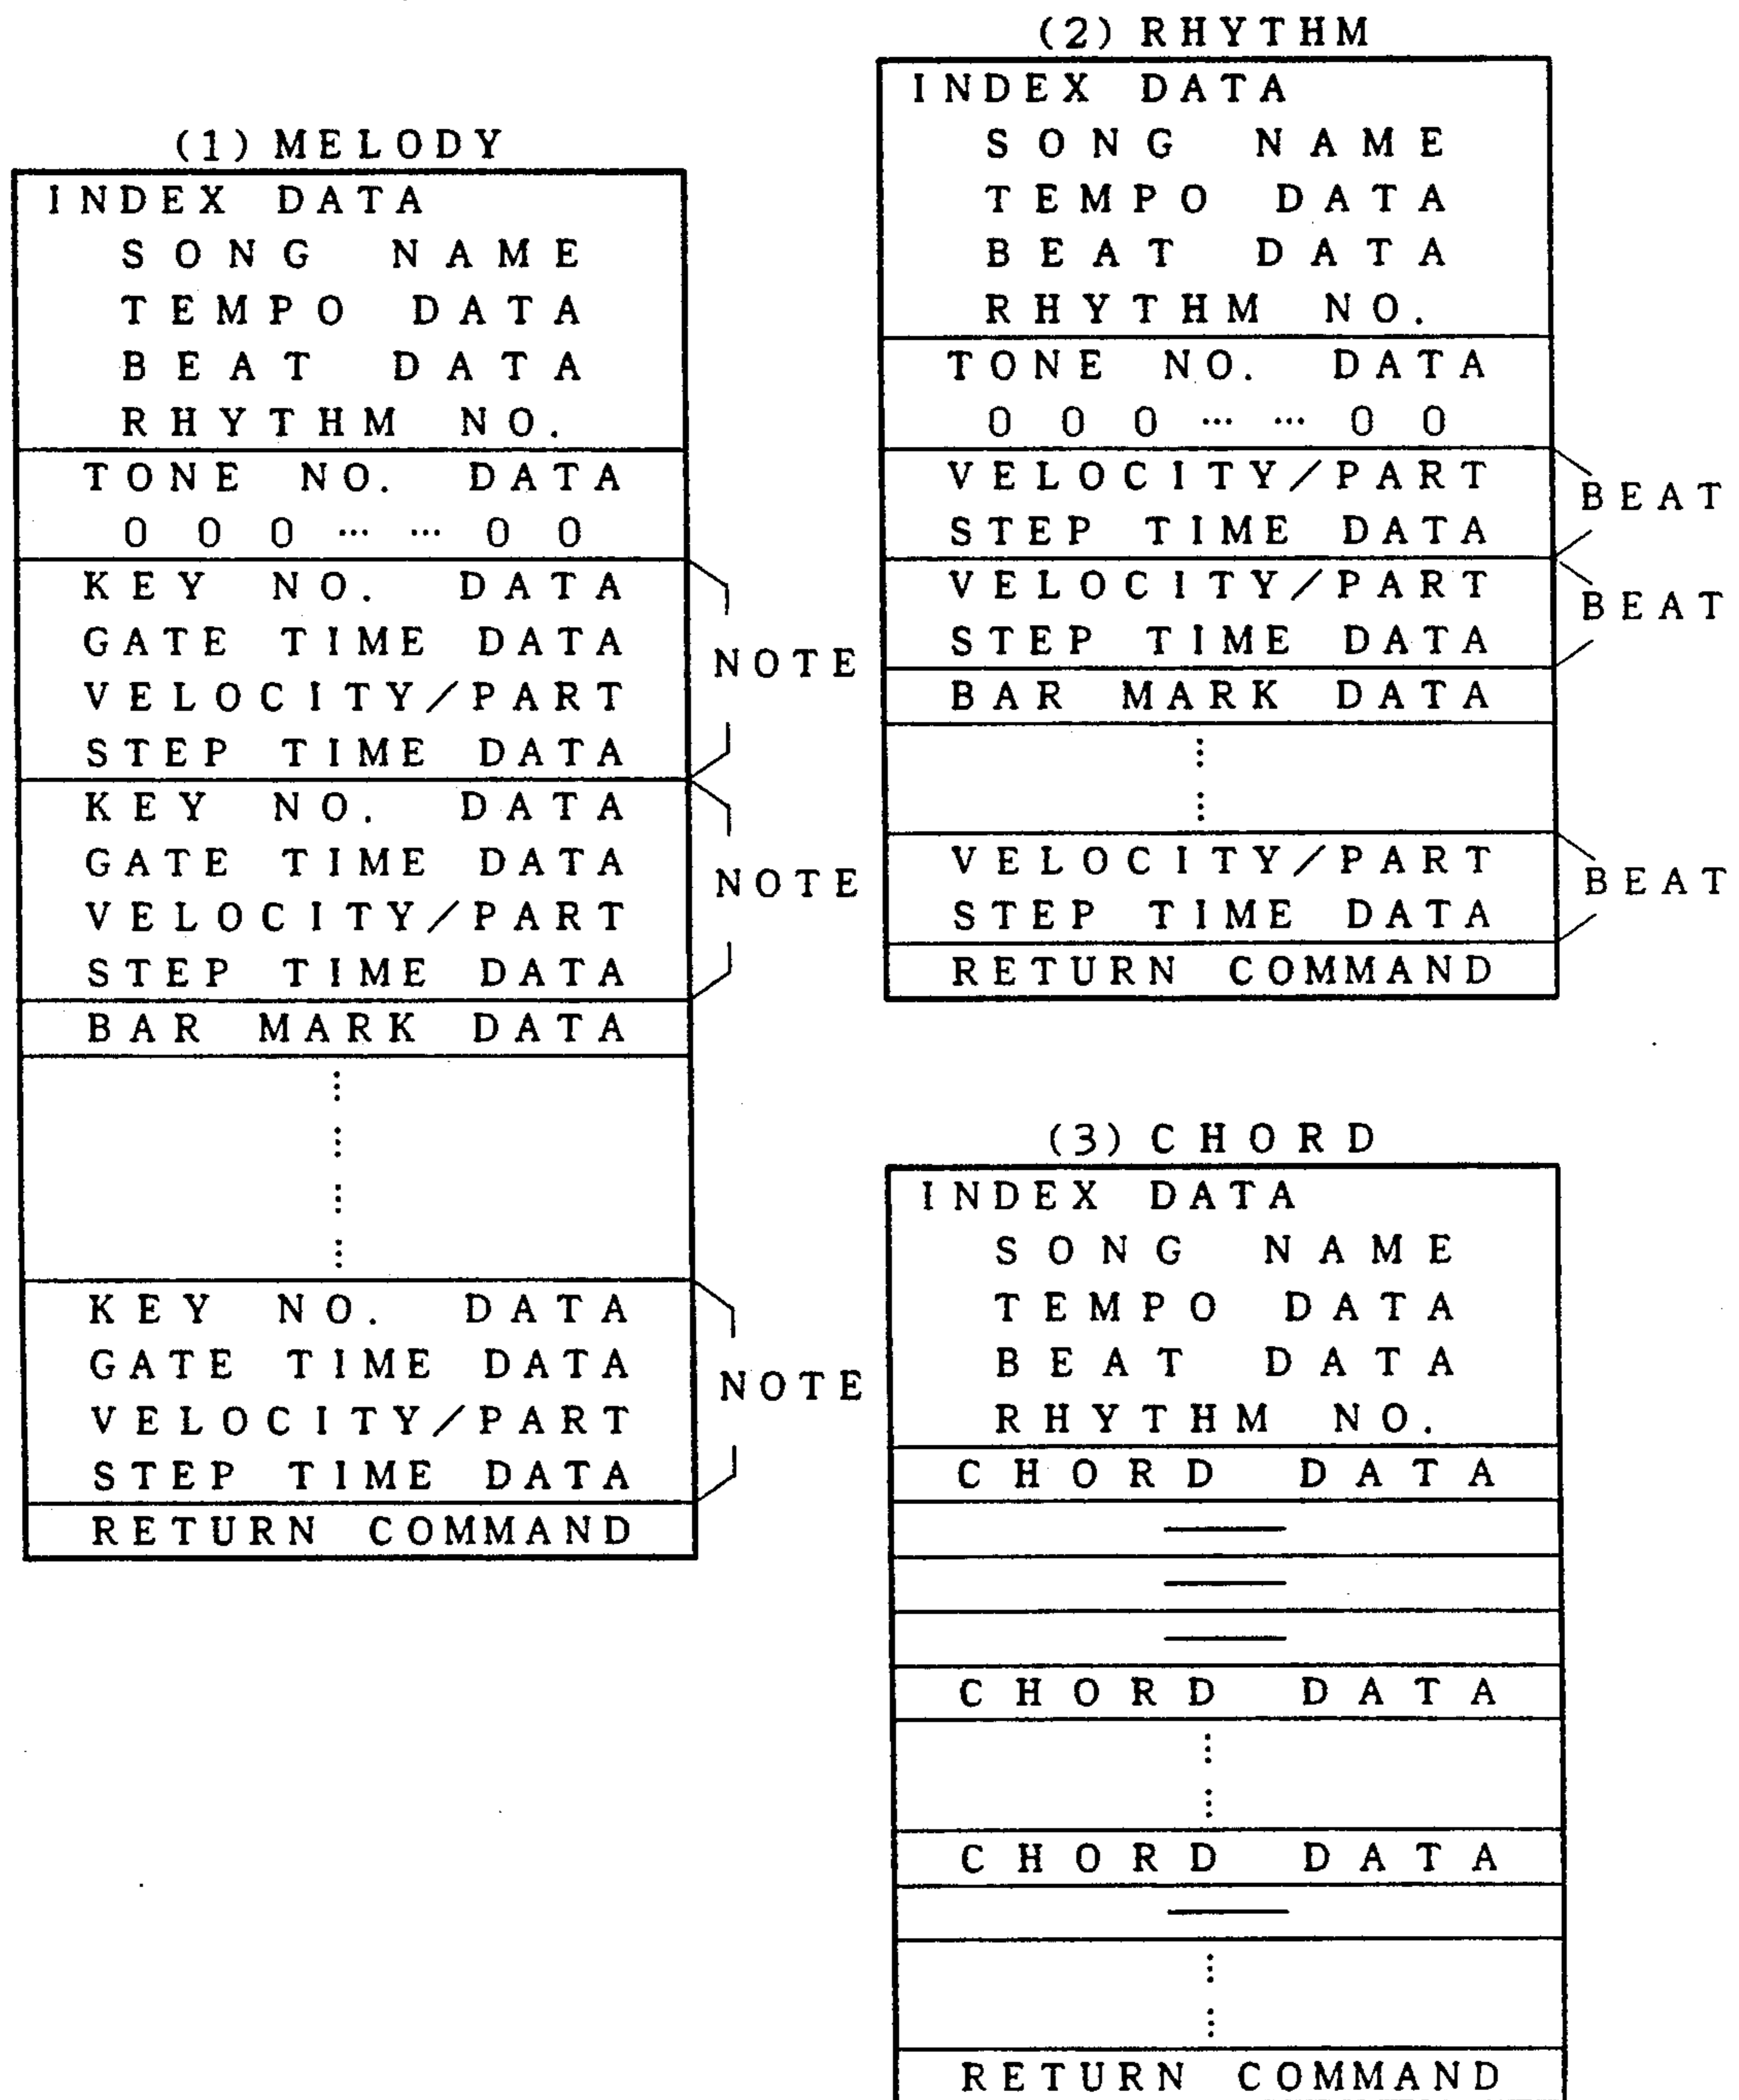 (1) MELODY
INDEX DATA
SONG NAME
TEMPO DATA
BEAT DATA
RHYTHM NO.
TONE NO. DATA
0 0 0 … … 0 0
KEY NO. DATA
GATE TIME DATA
VELOCITY/PART
STEP TIME DATA
NOTE
KEY NO. DATA
GATE TIME DATA
VELOCITY/PART
STEP TIME DATA
NOTE
BAR MARK DATA
⋮
⋮
⋮
⋮
KEY NO. DATA
GATE TIME DATA
VELOCITY/PART
STEP TIME DATA
NOTE
RETURN COMMAND
(2) RHYTHM
INDEX DATA
SONG NAME
TEMPO DATA
BEAT DATA
RHYTHM NO.
TONE NO. DATA
0 0 0 … … 0 0
VELOCITY/PART
STEP TIME DATA
BEAT
VELOCITY/PART
STEP TIME DATA
BEAT
BAR MARK DATA
⋮
⋮
VELOCITY/PART
STEP TIME DATA
BEAT
RETURN COMMAND
(3) CHORD
INDEX DATA
SONG NAME
TEMPO DATA
BEAT DATA
RHYTHM NO.
CHORD DATA
———
———
———
CHORD DATA
⋮
⋮
CHORD DATA
———
⋮
⋮
RETURN COMMAND